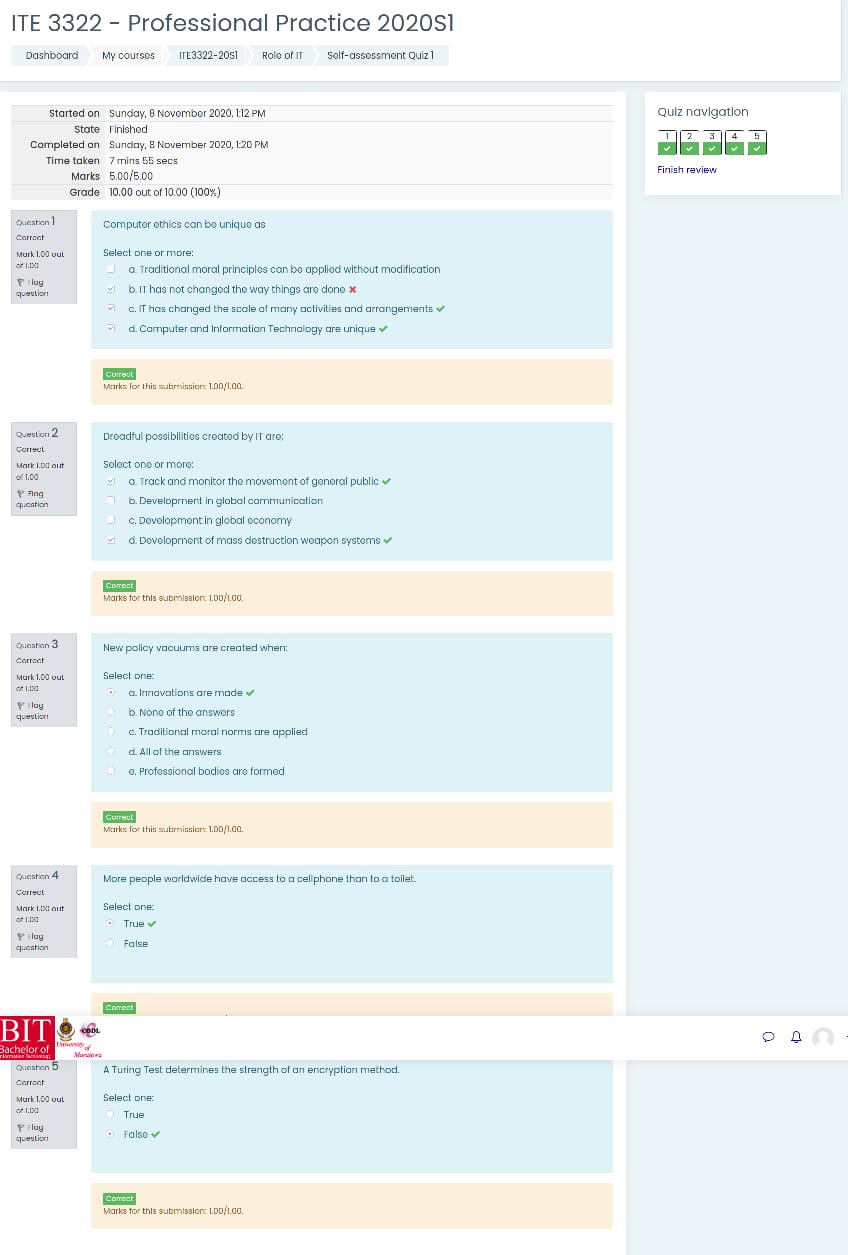 ITE 3322 - Professional Practice 2020S1
Dashboard My courses ITE3322-20S1 Role of IT Self-assessment Quiz 1
Started on Sunday, 8 November 2020, 1:12 PM
State Finished
Completed on Sunday, 8 November 2020, 1:20 PM
Time taken 7 mins 55 secs
Marks 5.00/5.00
Grade 10.00 out of 10.00 (100%)
Quiz navigation
1 2 3 4 5
Finish review
Question 1
Correct
Mark 1.00 out
of 1.00
Flag
question
Computer ethics can be unique as
Select one or more:
a. Traditional moral principles can be applied without modification
b. IT has not changed the way things are done
c. IT has changed the scale of many activities and arrangements
d. Computer and Information Technology are unique
Correct
Marks for this submission: 1.00/1.00.
Question 2
Correct
Mark 1.00 out
of 1.00
Flag
question
Dreadful possibilities created by IT are;
Select one or more:
a. Track and monitor the movement of general public
b. Development in global communication
c. Development in global economy
d. Development of mass destruction weapon systems
Correct
Marks for this submission: 1.00/1.00.
Question 3
Correct
Mark 1.00 out
of 1.00
Flag
question
New policy vacuums are created when:
Select one:
a. Innovations are made
b. None of the answers
c. Traditional moral norms are applied
d. All of the answers
e. Professional bodies are formed
Correct
Marks for this submission: 1.00/1.00.
Question 4
Correct
Mark 1.00 out
of 1.00
Flag
question
More people worldwide have access to a cellphone than to a toilet.
Select one:
True
False
Correct
BIT
Bachelor of
Information Technology
CODL
University
of
Moratuwa
Question 5
Correct
Mark 1.00 out
of 1.00
Flag
question
A Turing Test determines the strength of an encryption method.
Select one:
True
False
Correct
Marks for this submission: 1.00/1.00.